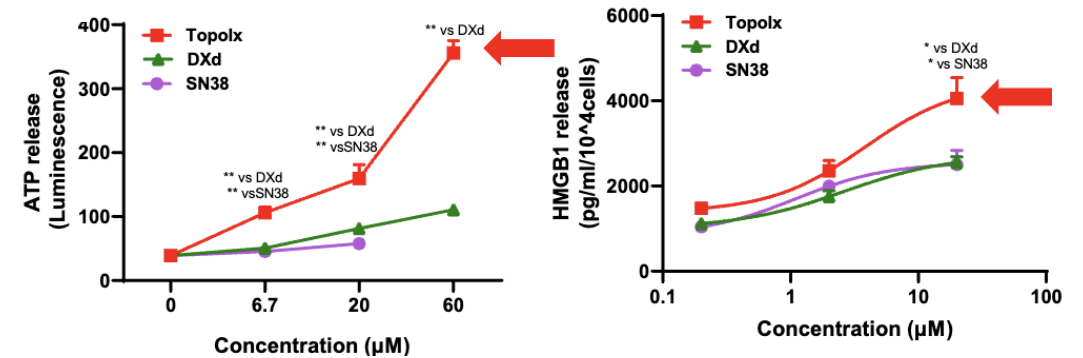 400
300
200
100
0
ATP release
(Luminescence)
Topolx
DXd
SN38
** vs DXd
** vsSN38
** vs DXd
** vsSN38
** vs DXd
0 6.7 20 60
Concentration (μM)
6000
4000
2000
0
HMGB1 release
(pg/ml/10^4cells)
Topolx
DXd
SN38
* vs DXd
* vs SN38
0.1 1 10 100
Concentration (μM)